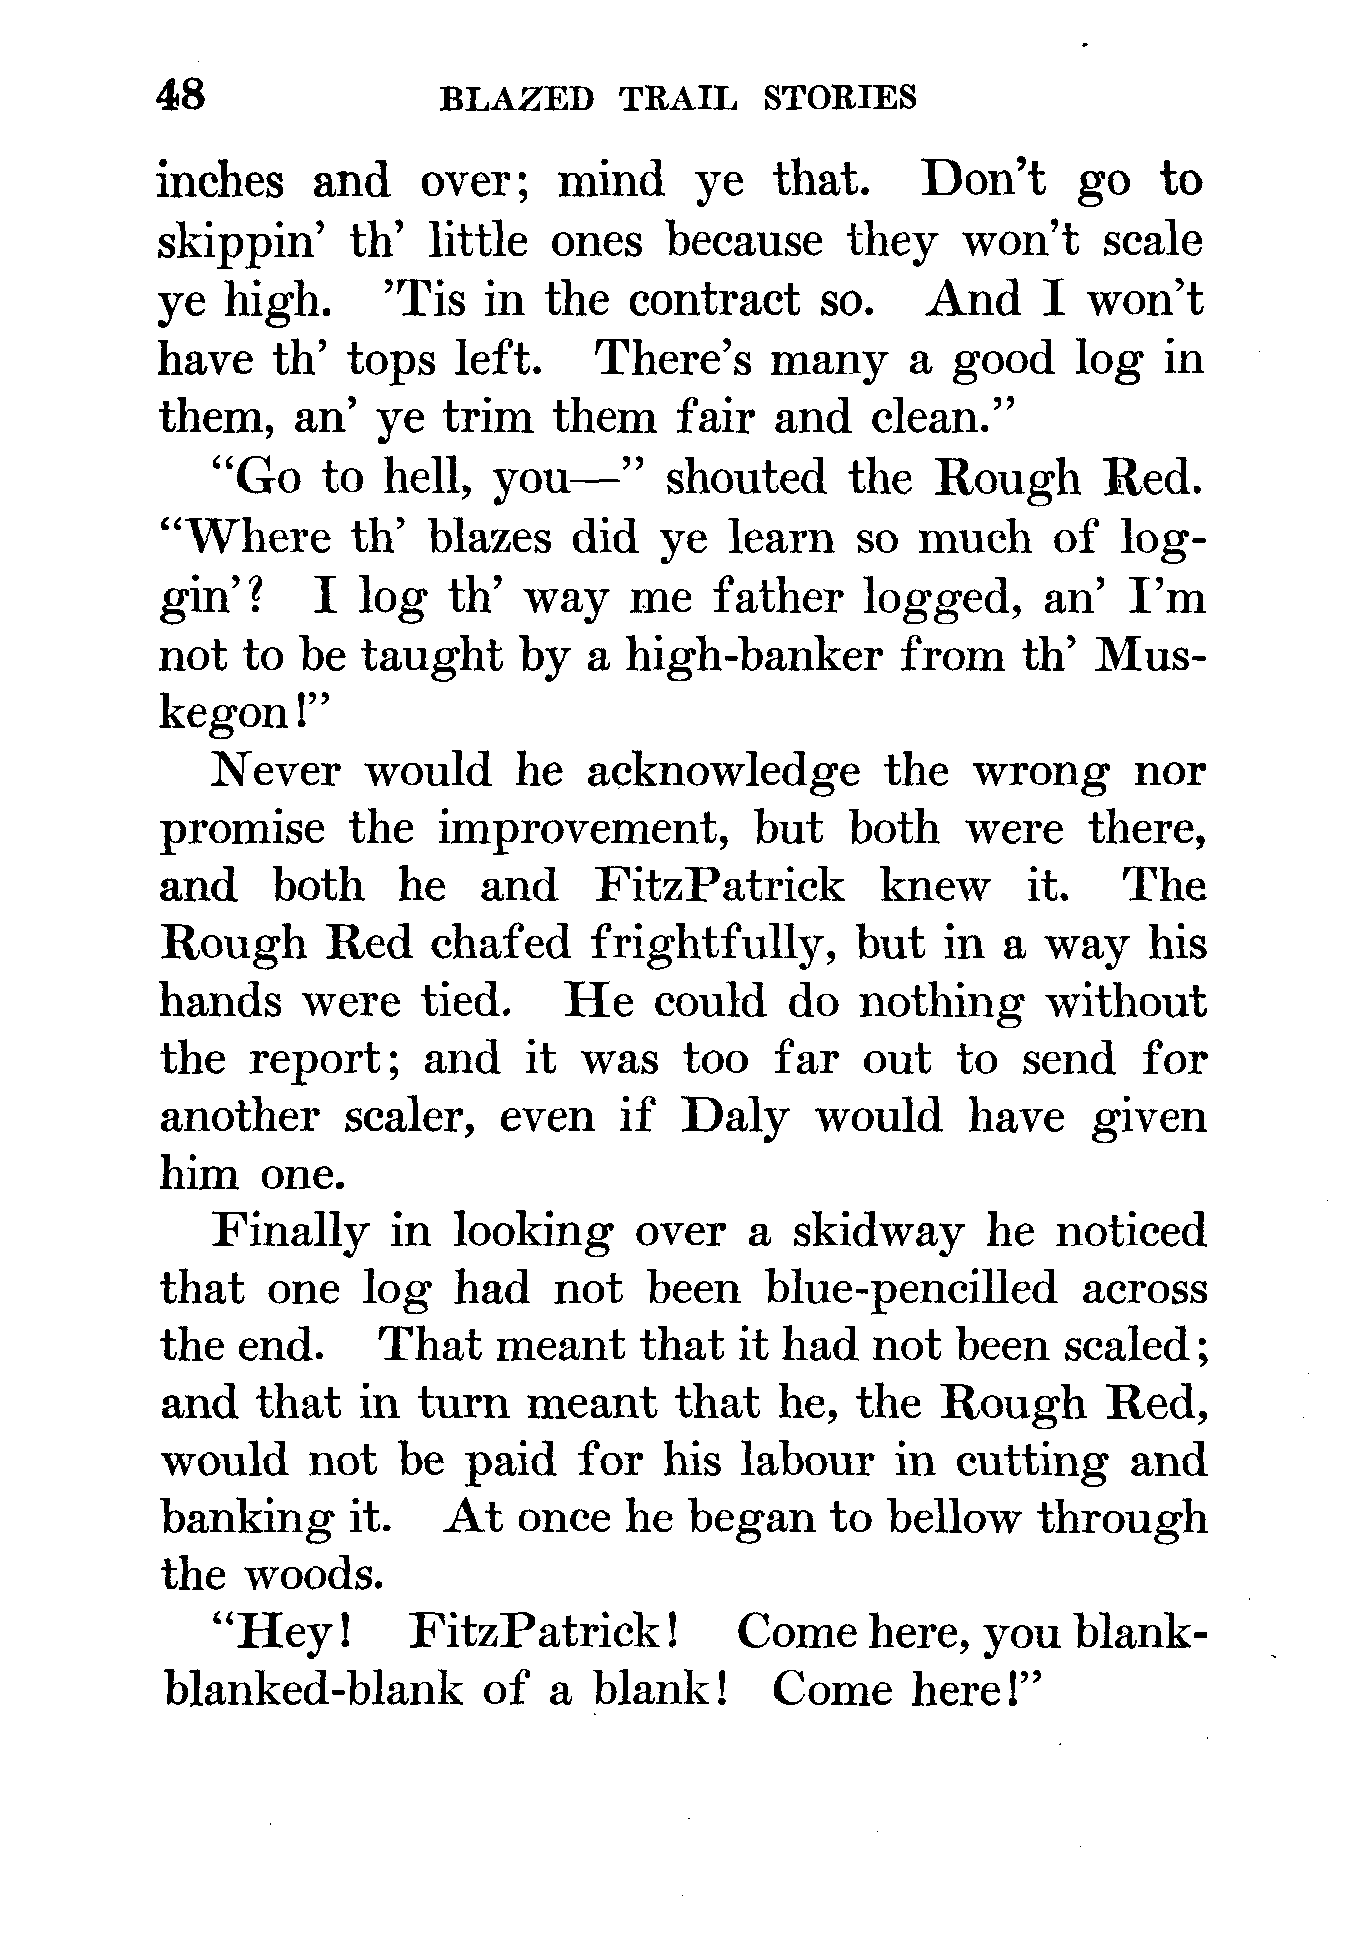 48 BLAZED TRAIL STORIES
inches and over; mind ye that. Don't go to
skippin' th' little ones because they won't scale
ye high. 'Tis in the contract so. And I won't
have th' tops left. There's many a good log in
them, an' ye trim them fair and clean."
"Go to hell, you—" shouted the Rough Red.
"Where th' blazes did ye learn so much of log-
gin'? I log th' way me father logged, an' I'm
not to be taught by a high-banker from th' Mus-
kegon!"
Never would he acknowledge the wrong nor
promise the improvement, but both were there,
and both he and FitzPatrick knew it. The
Rough Red chafed frightfully, but in a way his
hands were tied. He could do nothing without
the report; and it was too far out to send for
another scaler, even if Daly would have given
him one.
Finally in looking over a skidway he noticed
that one log had not been blue-pencilled across
the end. That meant that it had not been scaled;
and that in turn meant that he, the Rough Red,
would not be paid for his labour in cutting and
banking it. At once he began to bellow through
the woods.
"Hey! FitzPatrick! Come here, you blank-
blanked-blank of a blank! Come here!"